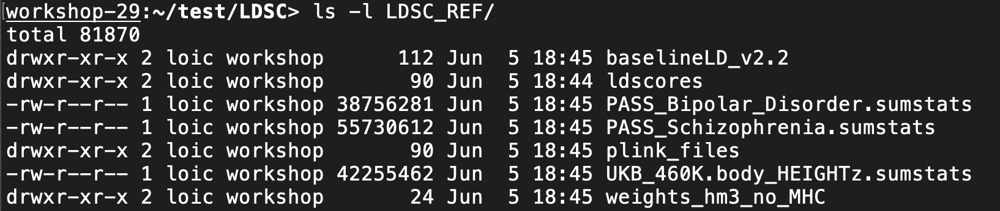 workshop-29:~/test/LDSC> ls -l LDSC_REF/
total 81870
drwxr-xr-x 2 loic workshop      112 Jun  5 18:45 baselineLD_v2.2
drwxr-xr-x 2 loic workshop       90 Jun  5 18:44 ldscores
-rw-r--r-- 1 loic workshop 38756281 Jun  5 18:45 PASS_Bipolar_Disorder.sumstats
-rw-r--r-- 1 loic workshop 55730612 Jun  5 18:45 PASS_Schizophrenia.sumstats
drwxr-xr-x 2 loic workshop       90 Jun  5 18:45 plink_files
-rw-r--r-- 1 loic workshop 42255462 Jun  5 18:45 UKB_460K.body_HEIGHTz.sumstats
drwxr-xr-x 2 loic workshop       24 Jun  5 18:45 weights_hm3_no_MHC